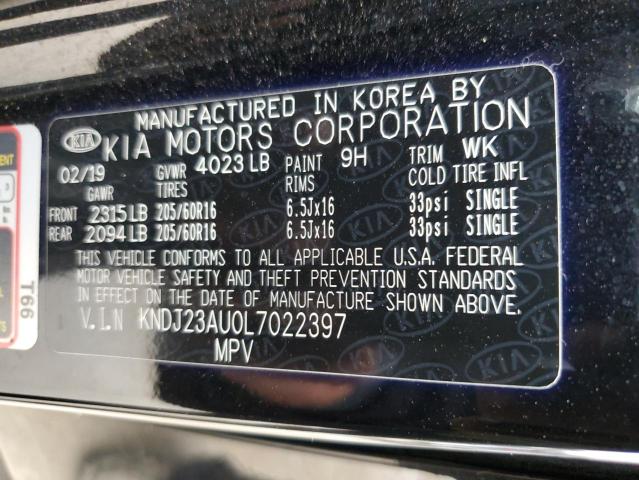 MANUFACTURED IN KOREA BY
KIA KIA MOTORS CORPORATION
02/19 GVWR 4023 LB PAINT 9H TRIM WK
GAWR TIRES RIMS COLD TIRE INFL
FRONT 2315 LB 205/60R16 6.5Jx16 33psi SINGLE
REAR 2094 LB 205/60R16 6.5Jx16 33psi SINGLE
THIS VEHICLE CONFORMS TO ALL APPLICABLE U.S.A. FEDERAL
MOTOR VEHICLE SAFETY AND THEFT PREVENTION STANDARDS
IN EFFECT ON THE DATE OF MANUFACTURE SHOWN ABOVE.
V.I.N KNDJ23AU0L7022397
MPV
T66